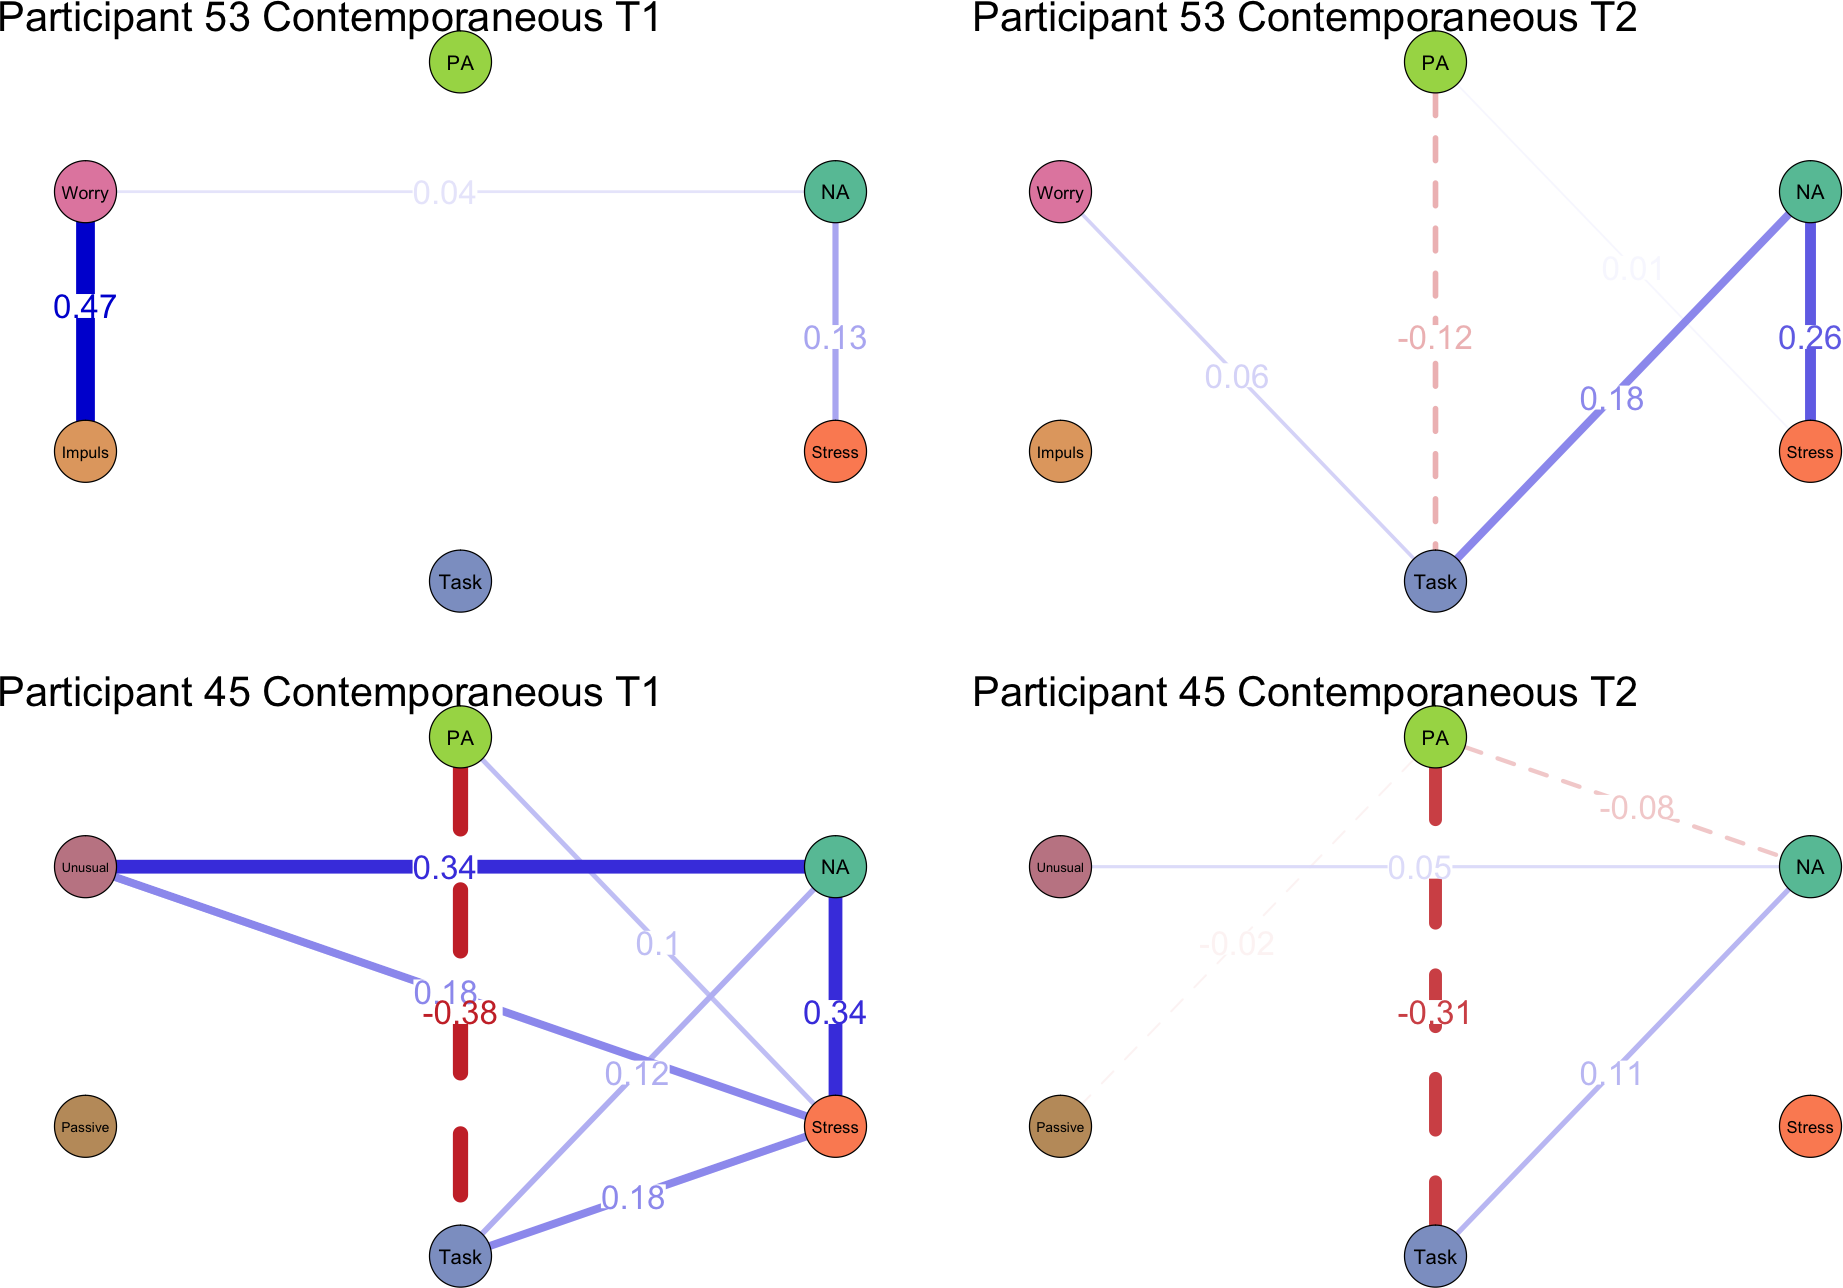 Participant 53 Contemporaneous T1
PA
Worry
0.04
NA
0.47
0.13
Impuls
Stress
Task
Participant 53 Contemporaneous T2
PA
Worry
NA
0.01
-0.12
0.26
0.06
0.18
Impuls
Stress
Task
Participant 45 Contemporaneous T1
PA
Unusual
0.34
NA
0.1
0.18
-0.38
0.34
0.12
Passive
Stress
0.18
Task
Participant 45 Contemporaneous T2
PA
-0.08
Unusual
0.05
NA
-0.02
-0.31
0.11
Passive
Stress
Task